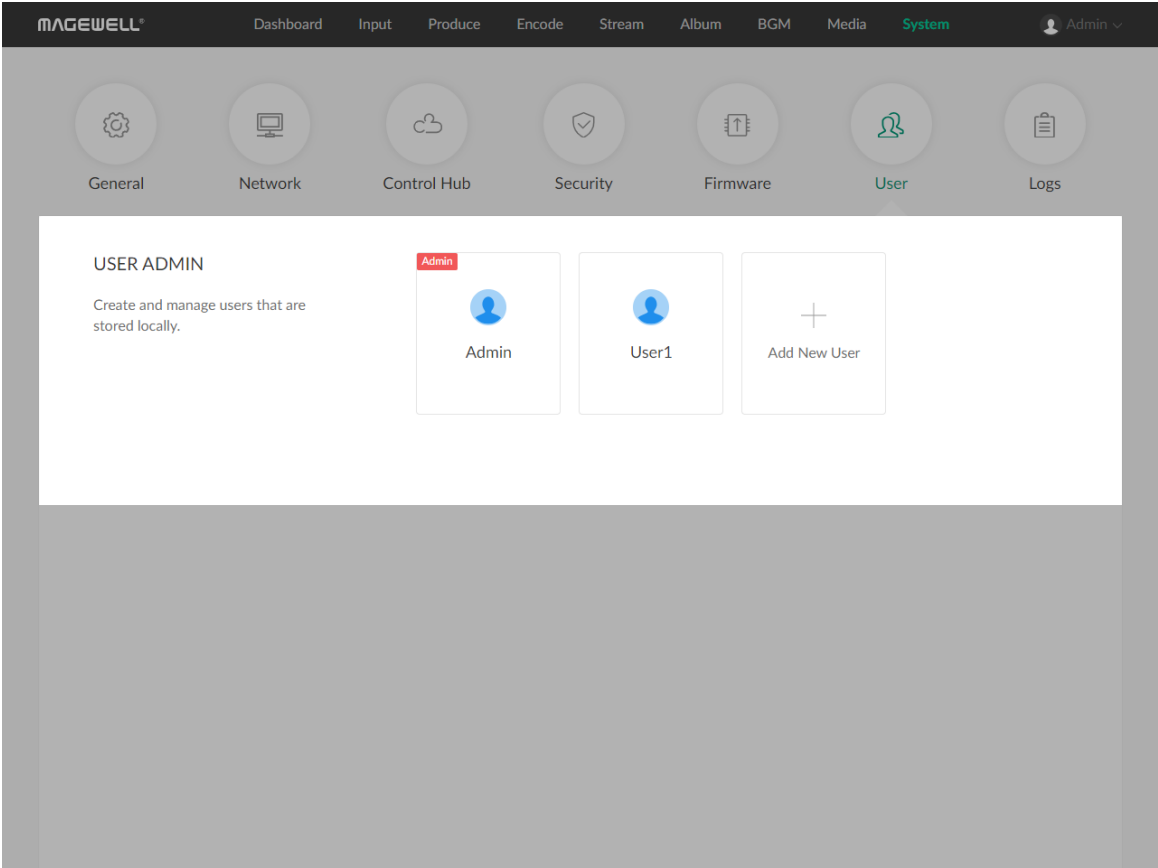 MAGEWELL®
Dashboard Input Produce Encode Stream Album BGM Media System Admin
General Network Control Hub Security Firmware User Logs
USER ADMIN
Create and manage users that are
stored locally.
Admin
Admin
User1
Add New User